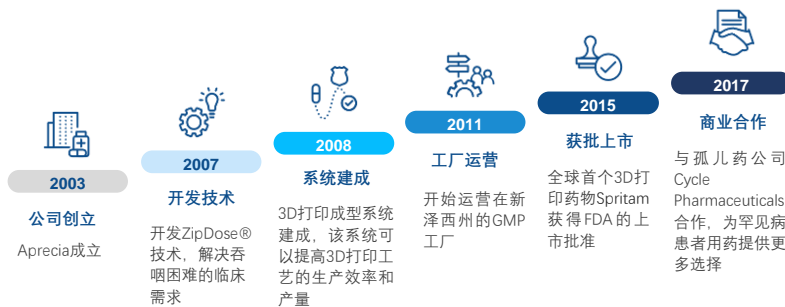 2003
公司创立
Aprecia成立
2007
开发技术
开发ZipDose®
技术，解决吞
咽困难的临床
需求
2008
系统建成
3D打印成型系统
建成，该系统可
以提高3D打印工
艺的生产效率和
产量
2011
工厂运营
开始运营在新
泽西州的GMP
工厂
2015
获批上市
全球首个3D打
印药物Spritam
获得FDA的上
市批准
2017
商业合作
与孤儿药公司
Cycle
Pharmaceuticals
合作，为罕见病
患者用药提供更
多选择